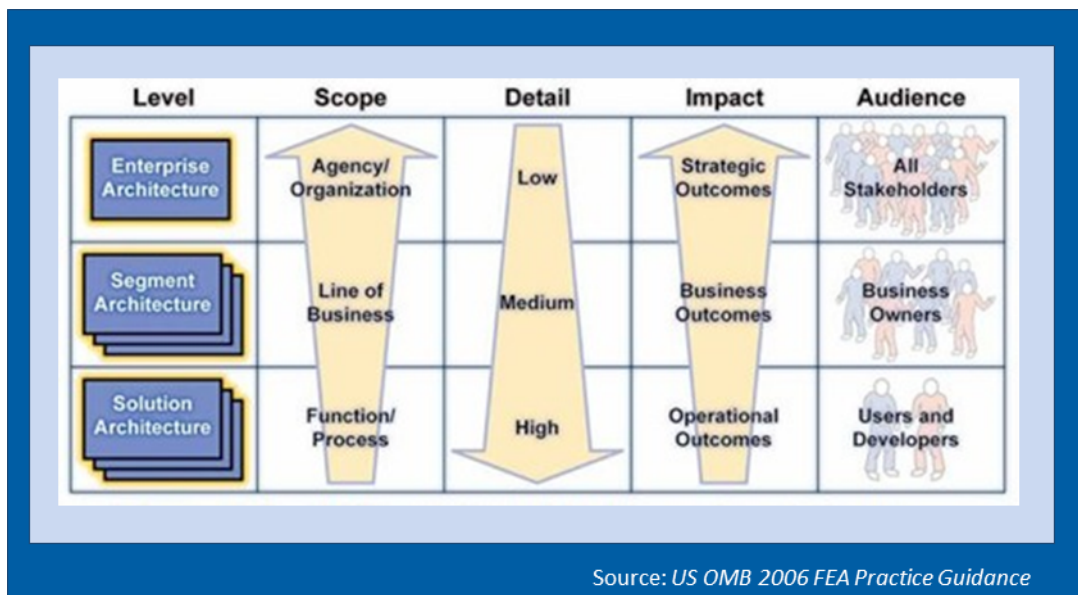 Level Scope Detail Impact Audience
Enterprise
Architecture
Agency/
Organization
Low
Strategic
Outcomes
All
Stakeholders
Segment
Architecture
Line of
Business
Medium
Business
Outcomes
Business
Owners
Solution
Architecture
Function/
Process
High
Operational
Outcomes
Users and
Developers
Source: US OMB 2006 FEA Practice Guidance